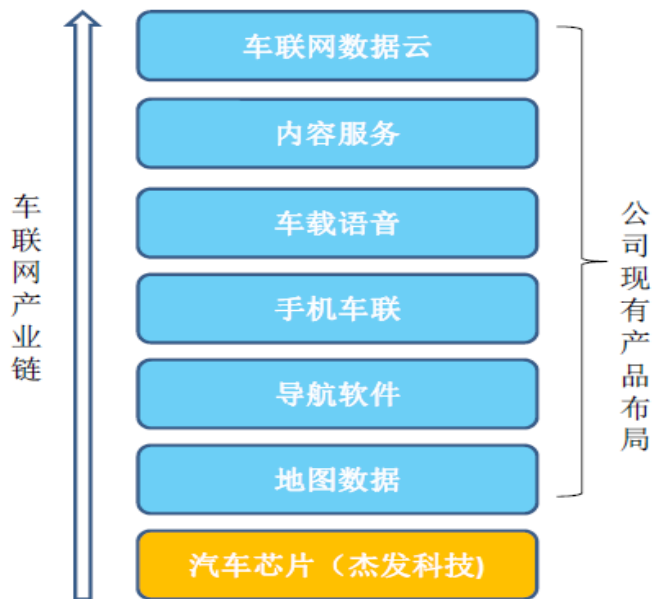 车联网产业链
车联网数据云
内容服务
车载语音
手机车联
导航软件
地图数据
汽车芯片（杰发科技)
公司现有产品布局